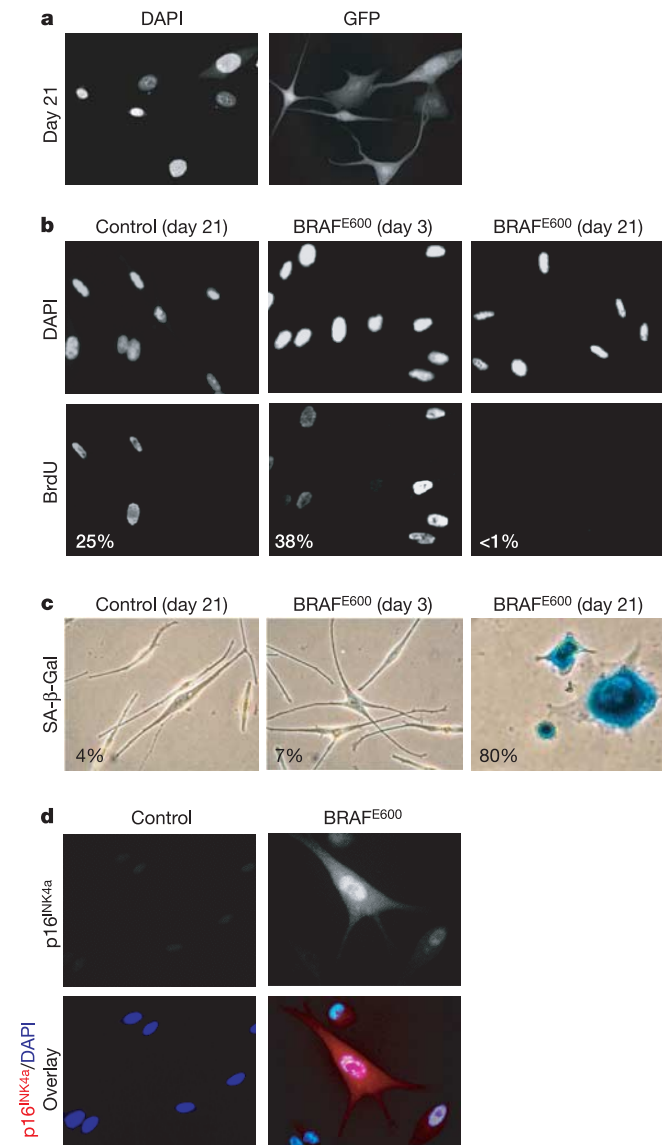 a
DAPI GFP
Day 21
b
Control (day 21) BRAFᴱ⁶⁰⁰ (day 3) BRAFᴱ⁶⁰⁰ (day 21)
DAPI
BrdU
25% 38% <1%
c
Control (day 21) BRAFᴱ⁶⁰⁰ (day 3) BRAFᴱ⁶⁰⁰ (day 21)
SA-β-Gal
4% 7% 80%
d
Control BRAFᴱ⁶⁰⁰
p16ᴵᴺᴷ⁴ᵃ
p16ᴵᴺᴷ⁴ᵃ/DAPI
Overlay